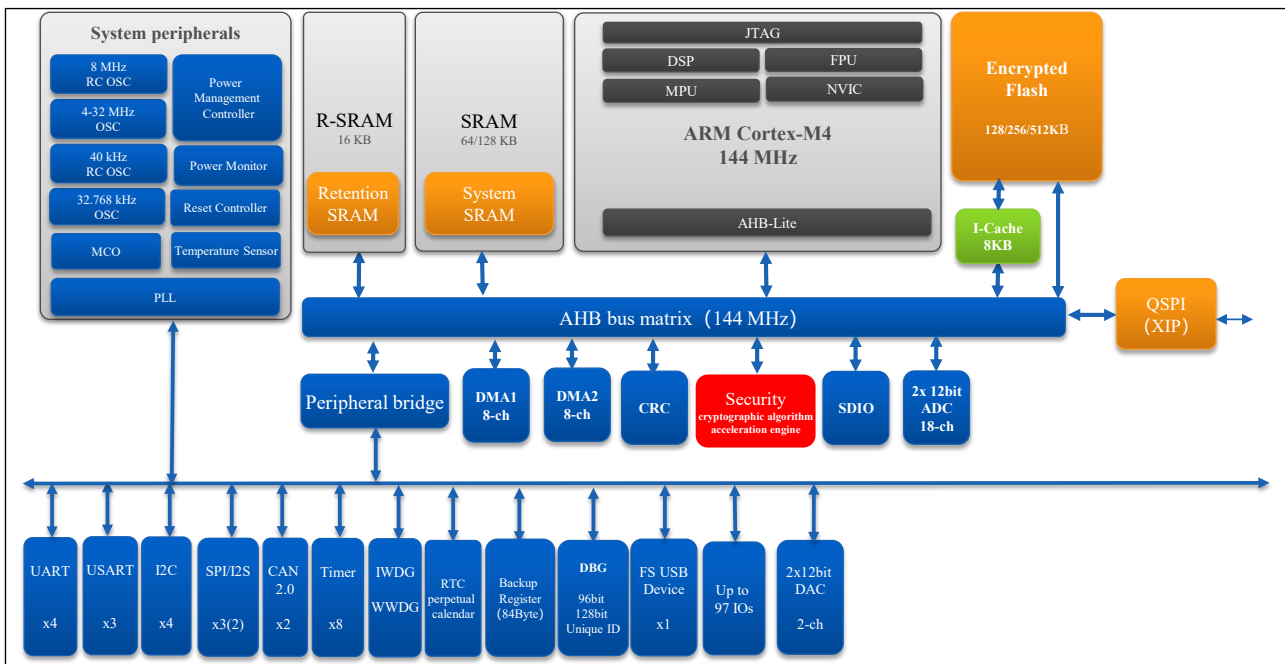 System peripherals
8 MHz
RC OSC
4-32 MHz
OSC
40 kHz
RC OSC
32.768 kHz
OSC
MCO
Power
Management
Controller
Power Monitor
Reset Controller
Temperature Sensor
PLL
R-SRAM
16 KB
Retention
SRAM
SRAM
64/128 KB
System
SRAM
JTAG
DSP
FPU
MPU
NVIC
ARM Cortex-M4
144 MHz
AHB-Lite
Encrypted
Flash
128/256/512KB
I-Cache
8KB
AHB bus matrix（144 MHz）
QSPI
（XIP）
Peripheral bridge
DMA1
8-ch
DMA2
8-ch
CRC
Security
cryptographic algorithm
acceleration engine
SDIO
2x 12bit
ADC
18-ch
UART
x4
USART
x3
I2C
x4
SPI/I2S
x3(2)
CAN
2.0
x2
Timer
x8
IWDG
WWDG
RTC
perpetual
calendar
Backup
Register
（84Byte）
DBG
96bit
128bit
Unique ID
FS USB
Device
x1
Up to
97 IOs
2x12bit
DAC
2-ch